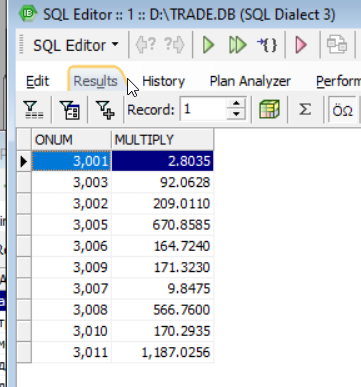 SQL Editor :: 1 :: D:\TRADE.DB (SQL Dialect 3)
SQL Editor
Edit Results History Plan Analyzer
Record: 1 Σ ÖΩ
ONUM MULTIPLY
3,001 2.8035
3,003 92.0628
3,002 209.0110
3,005 670.8585
3,006 164.7240
3,009 171.3230
3,007 9.8475
3,008 566.7600
3,010 170.2935
3,011 1,187.0256